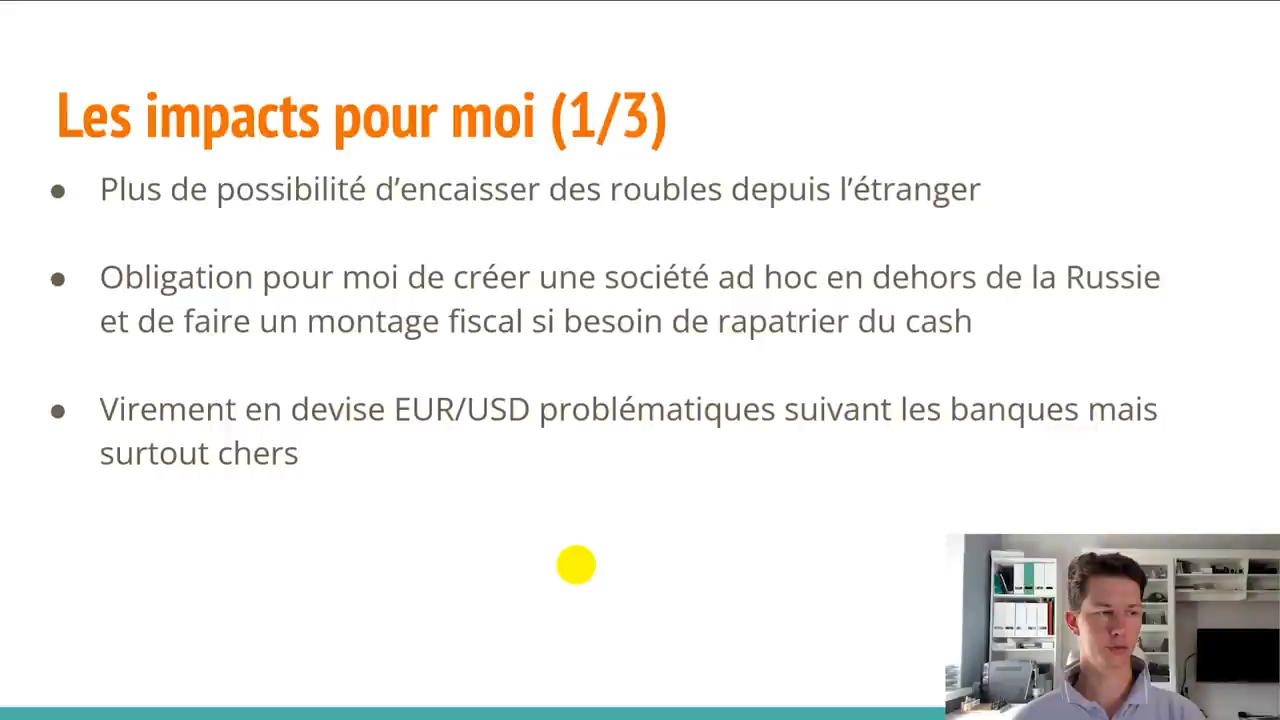 Les impacts pour moi (1/3)
● Plus de possibilité d’encaisser des roubles depuis l’étranger
● Obligation pour moi de créer une société ad hoc en dehors de la Russie
et de faire un montage fiscal si besoin de rapatrier du cash
● Virement en devise EUR/USD problématiques suivant les banques mais
surtout chers